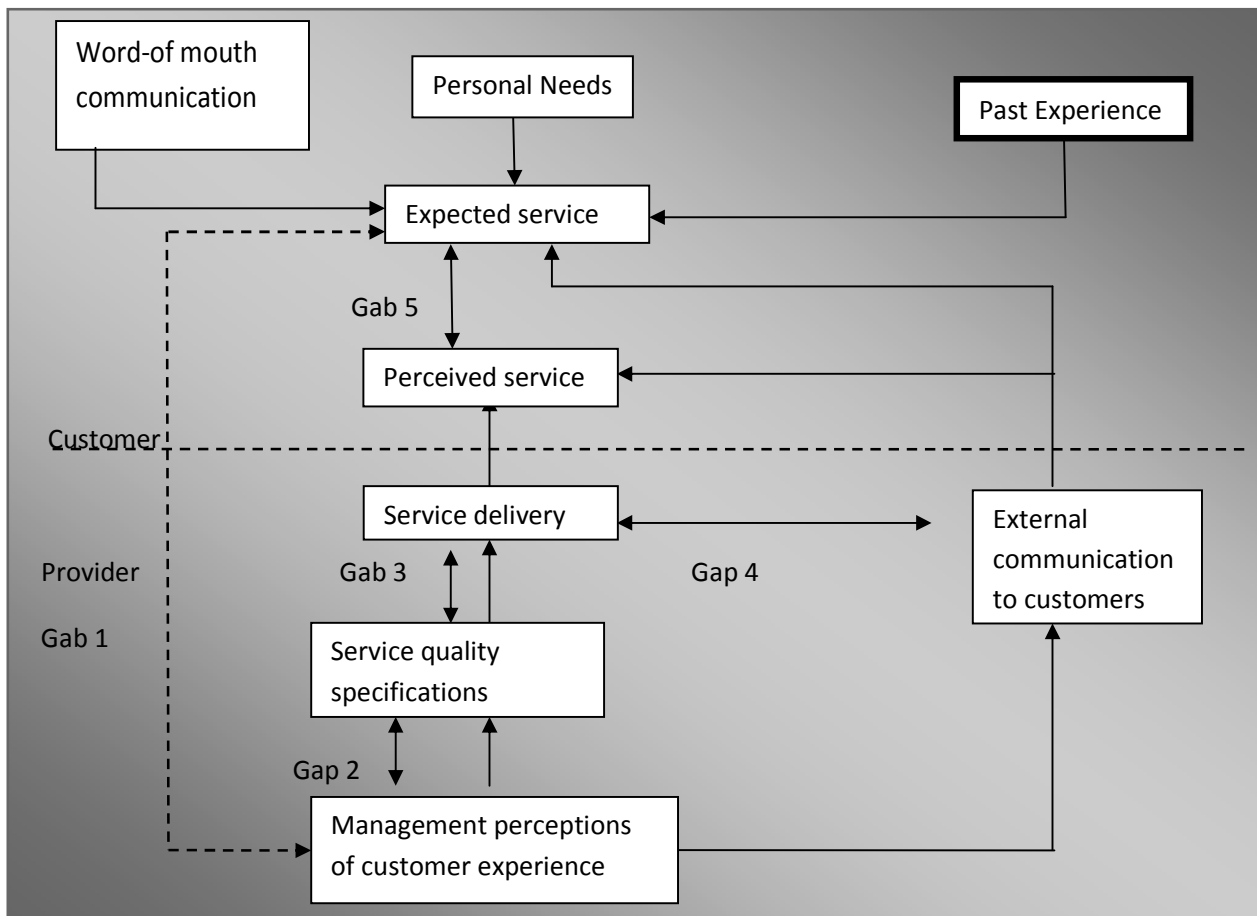 Word-of mouth
communication
Personal Needs
Past Experience
Expected service
Gab 5
Perceived service
Customer
Service delivery
External
communication
to customers
Provider
Gab 3
Gap 4
Gab 1
Service quality
specifications
Gap 2
Management perceptions
of customer experience